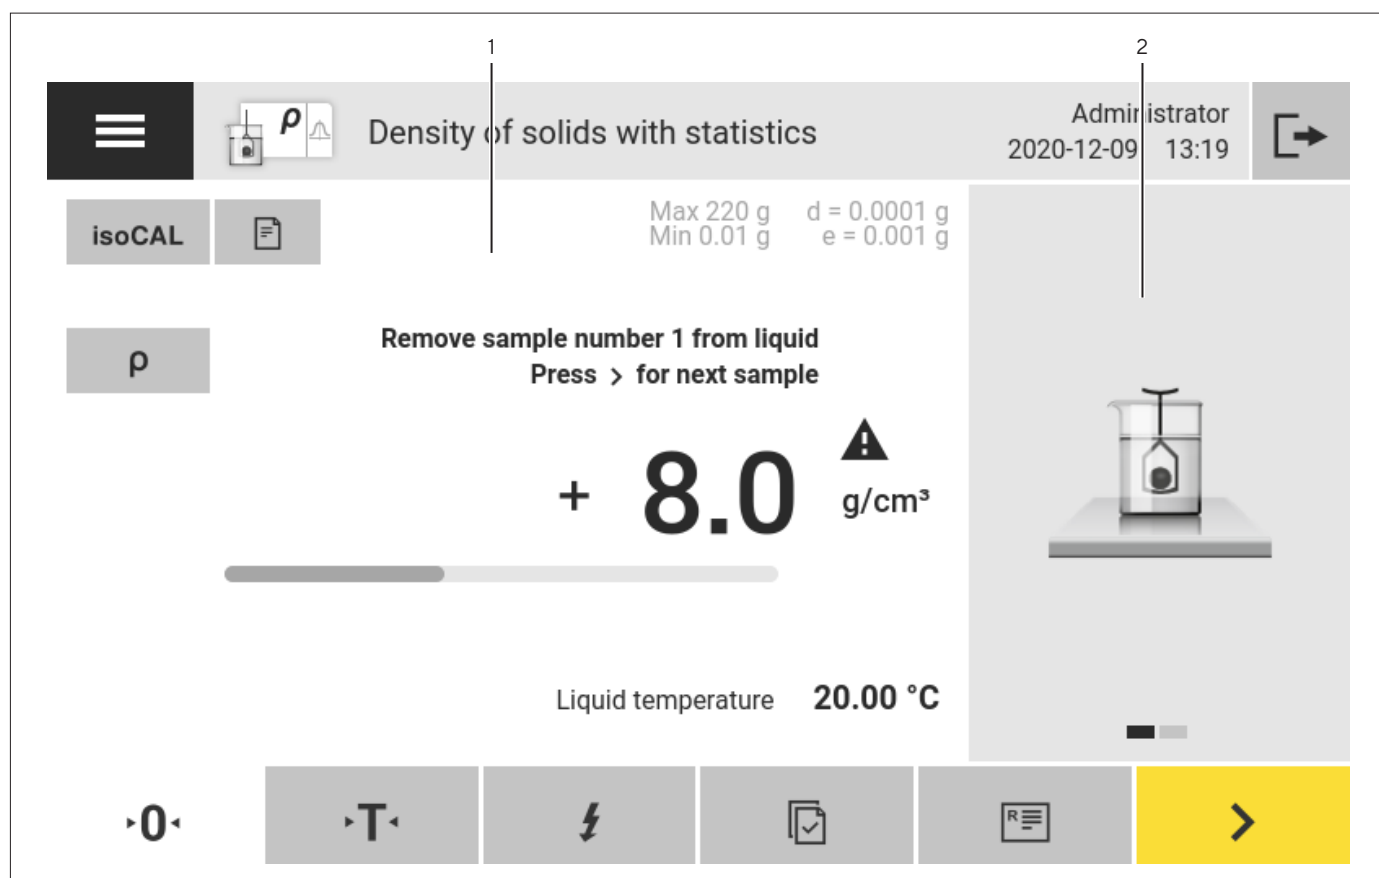 1 2
ρ Density of solids with statistics
Administrator
2020-12-09 13:19
isoCAL
Max 220 g d = 0.0001 g
Min 0.01 g e = 0.001 g
ρ
Remove sample number 1 from liquid
Press > for next sample
+ 8.0 g/cm³
Liquid temperature 20.00 °C
0 T R